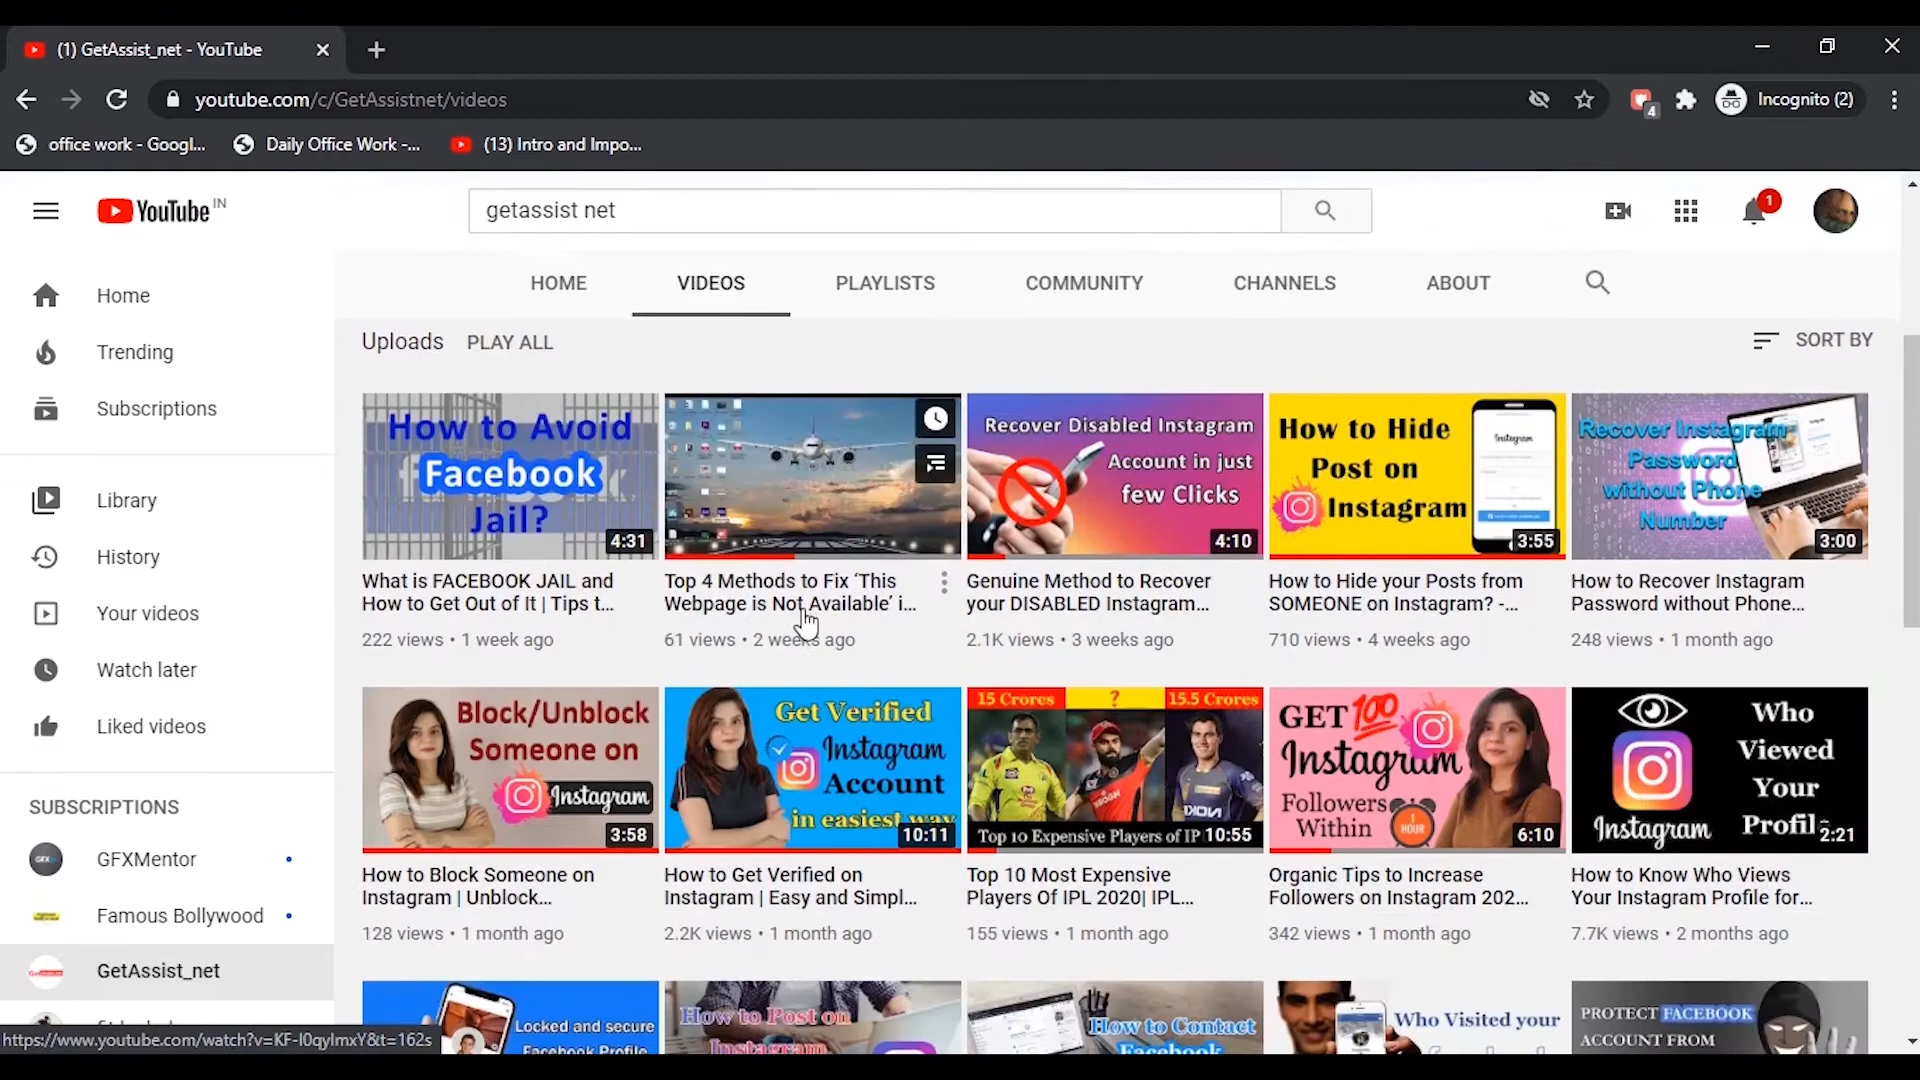 (1) GetAssist_net - YouTube
youtube.com/c/GetAssistnet/videos
4
Incognito (2)
office work - Googl...
Daily Office Work -...
(13) Intro and Impo...
YouTube IN
getassist net
1
HOME
VIDEOS
PLAYLISTS
COMMUNITY
CHANNELS
ABOUT
Home
Trending
Subscriptions
Library
History
Your videos
Watch later
Liked videos
SUBSCRIPTIONS
GFXMentor
Famous Bollywood
GetAssist_net
https://www.youtube.com/watch?v=KF-I0qyImxY&t=162s
Uploads
PLAY ALL
SORT BY
How to Avoid
Facebook
Jail?
4:31
What is FACEBOOK JAIL and
How to Get Out of It | Tips t...
222 views • 1 week ago
Top 4 Methods to Fix ‘This
Webpage is Not Available’ i...
61 views • 2 weeks ago
Recover Disabled Instagram
Account in just
few Clicks
4:10
Genuine Method to Recover
your DISABLED Instagram...
2.1K views • 3 weeks ago
How to Hide
Post on
Instagram
Instagram
3:55
How to Hide your Posts from
SOMEONE on Instagram? -...
710 views • 4 weeks ago
Recover Instagram
Password
without Phone
Number
3:00
How to Recover Instagram
Password without Phone...
248 views • 1 month ago
Block/Unblock
Someone on
Instagram
3:58
How to Block Someone on
Instagram | Unblock...
128 views • 1 month ago
Get Verified
Instagram
Account
in easiest way
10:11
How to Get Verified on
Instagram | Easy and Simpl...
2.2K views • 1 month ago
15 Crores
?
15.5 Crores
Top 10 Expensive Players of IP
10:55
Top 10 Most Expensive
Players Of IPL 2020| IPL...
155 views • 1 month ago
GET 100
Instagram
Followers
Within
1 HOUR
6:10
Organic Tips to Increase
Followers on Instagram 202...
342 views • 1 month ago
Who
Viewed
Your
Profil
Instagram
2:21
How to Know Who Views
Your Instagram Profile for...
7.7K views • 2 months ago
Locked and secure
Facebook Profile
How to Post on
Instagram
How to Contact
Facebook
Who Visited your
PROTECT FACEBOOK
ACCOUNT FROM